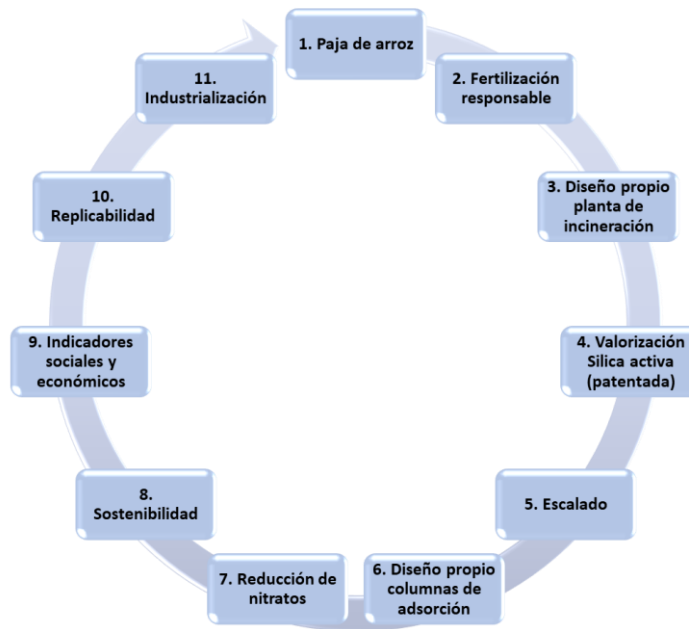 1. Paja de arroz
2. Fertilización
responsable
3. Diseño propio
planta de
incineración
4. Valorización
Silica activa
(patentada)
5. Escalado
6. Diseño propio
columnas de
adsorción
7. Reducción de
nitratos
8.
Sostenibilidad
9. Indicadores
sociales y
económicos
10.
Replicabilidad
11.
Industrialización